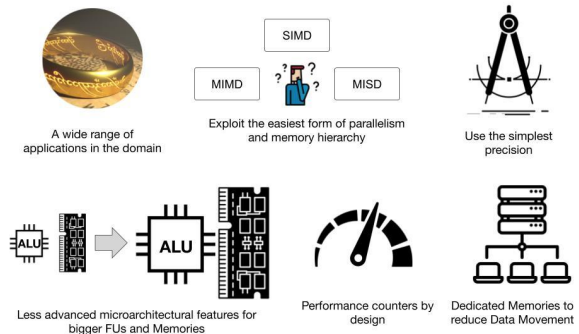 SIMD
MIMD
MISD
? ? ? ?
A wide range of
applications in the domain
Exploit the easiest form of parallelism
and memory hierarchy
Use the simplest
precision
ALU
ALU
Less advanced microarchitectural features for
bigger FUs and Memories
Performance counters by
design
Dedicated Memories to
reduce Data Movement